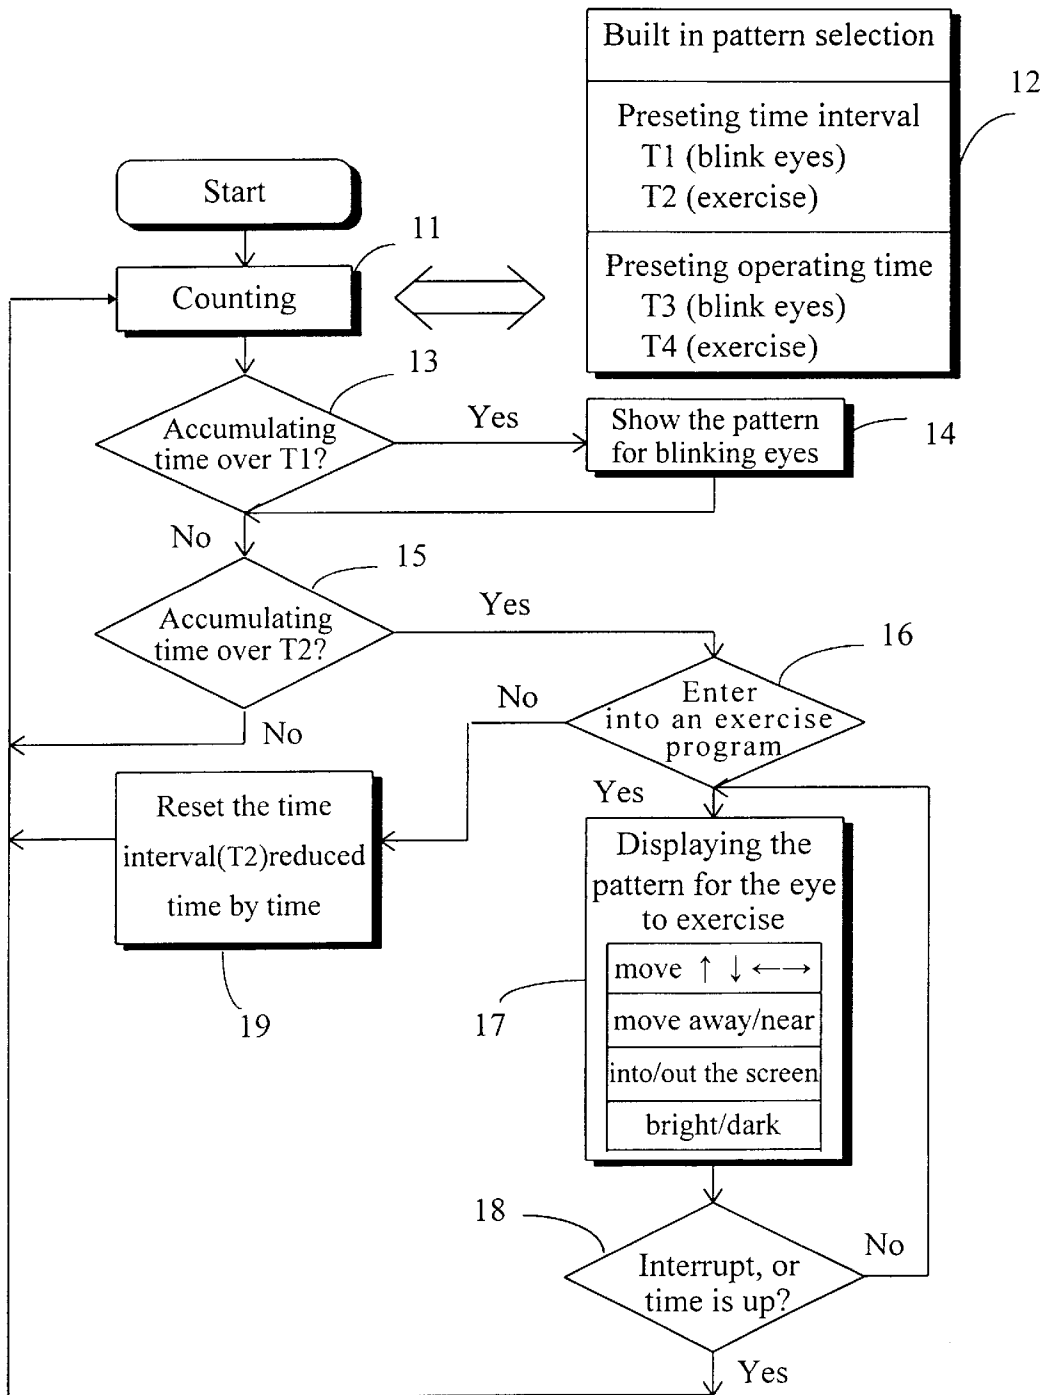 Built in pattern selection
12
Preseting time interval
T1 (blink eyes)
T2 (exercise)
Preseting operating time
T3 (blink eyes)
T4 (exercise)
Start
11
Counting
13
Accumulating
time over T1?
Yes
Show the pattern
for blinking eyes
14
No
15
Accumulating
time over T2?
Yes
No
16
Enter
into an exercise
program
No
Yes
Reset the time
interval(T2)reduced
time by time
19
Displaying the
pattern for the eye
to exercise
move ↑ ↓ ←→
move away/near
into/out the screen
bright/dark
17
18
Interrupt, or
time is up?
No
Yes